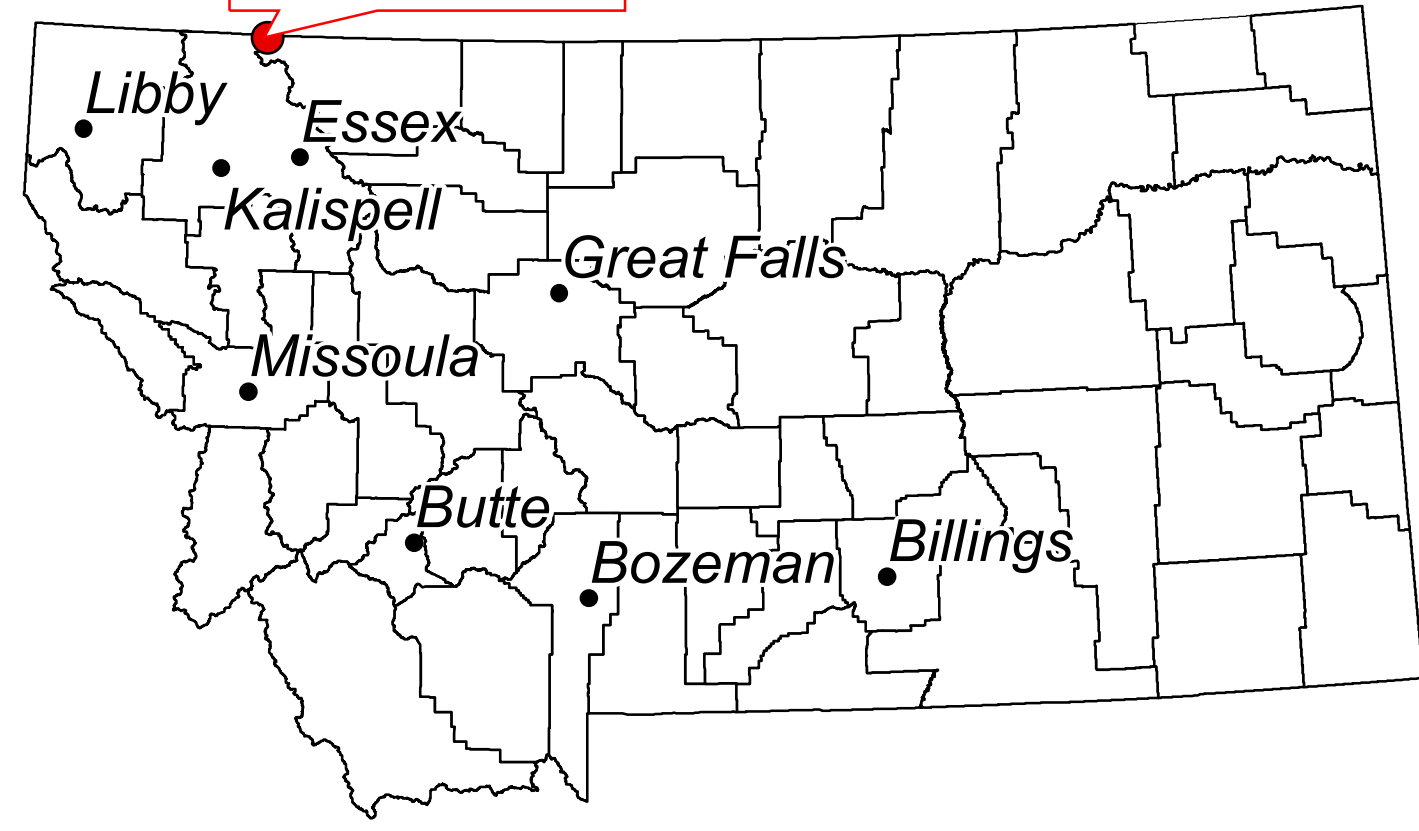 Libby
Essex
Kalispell
Great Falls
Missoula
Butte
Billings
Bozeman